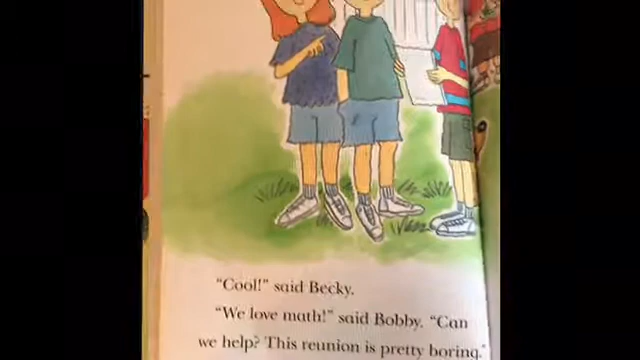 "Cool!" said Becky.
"We love math!" said Bobby. "Can
we help? This reunion is pretty boring."